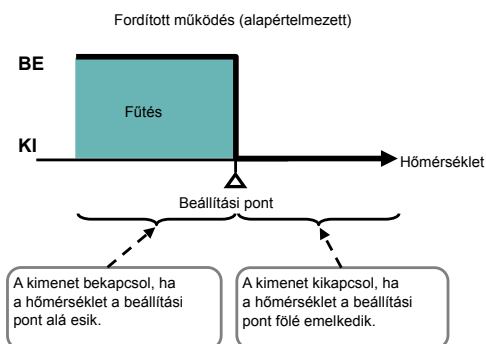 Fordított működés (alapértelmezett)
BE
Fűtés
KI
Hőmérséklet
Beállítási pont
A kimenet bekapcsol, ha
a hőmérséklet a beállítási
pont alá esik.
A kimenet kikapcsol, ha
a hőmérséklet a beállítási
pont fölé emelkedik.